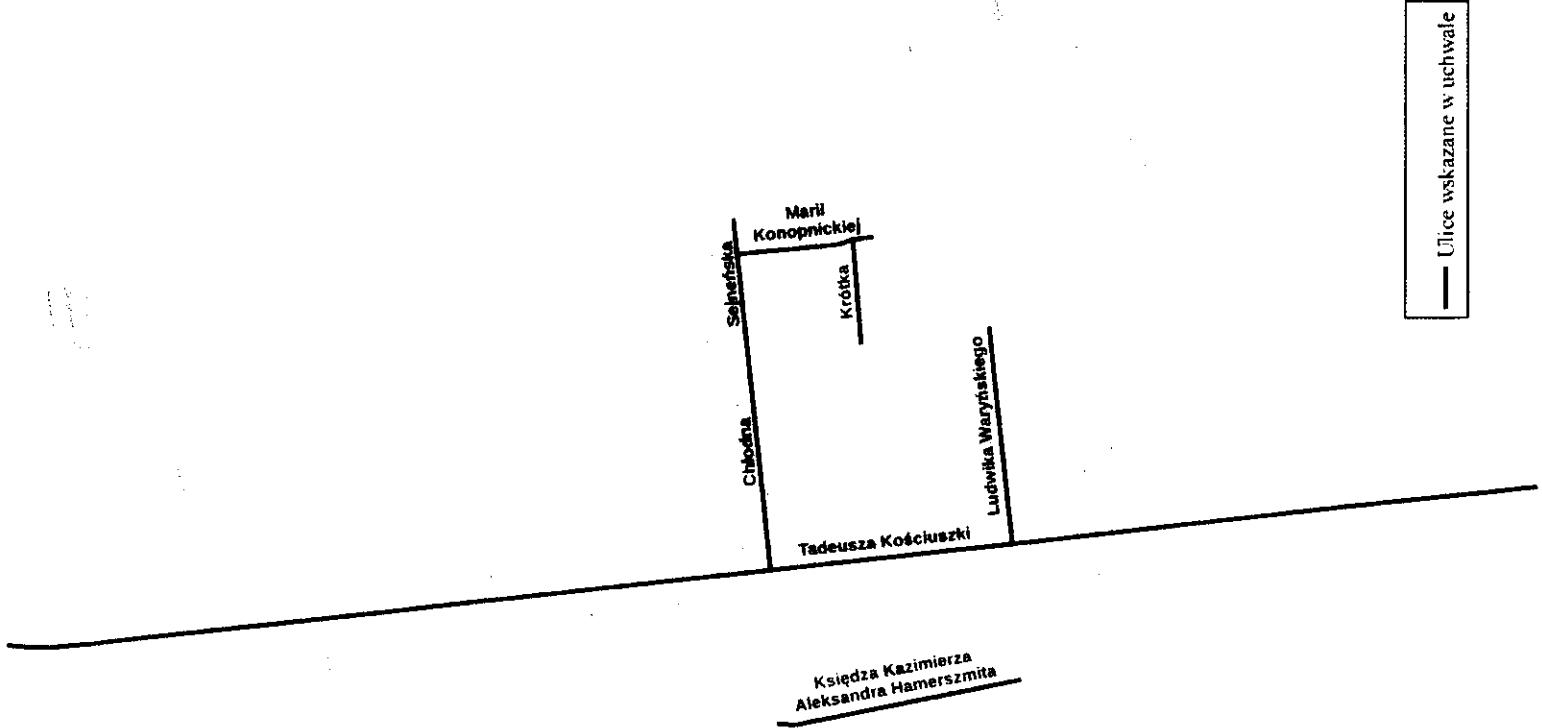 Ulice wskazane w uchwale
Marii
Konopnickiej
Sejneńska
Krótka
Chłodna
Ludwika Waryńskiego
Tadeusza Kościuszki
Księdza Kazimierza
Aleksandra Hamerszmita